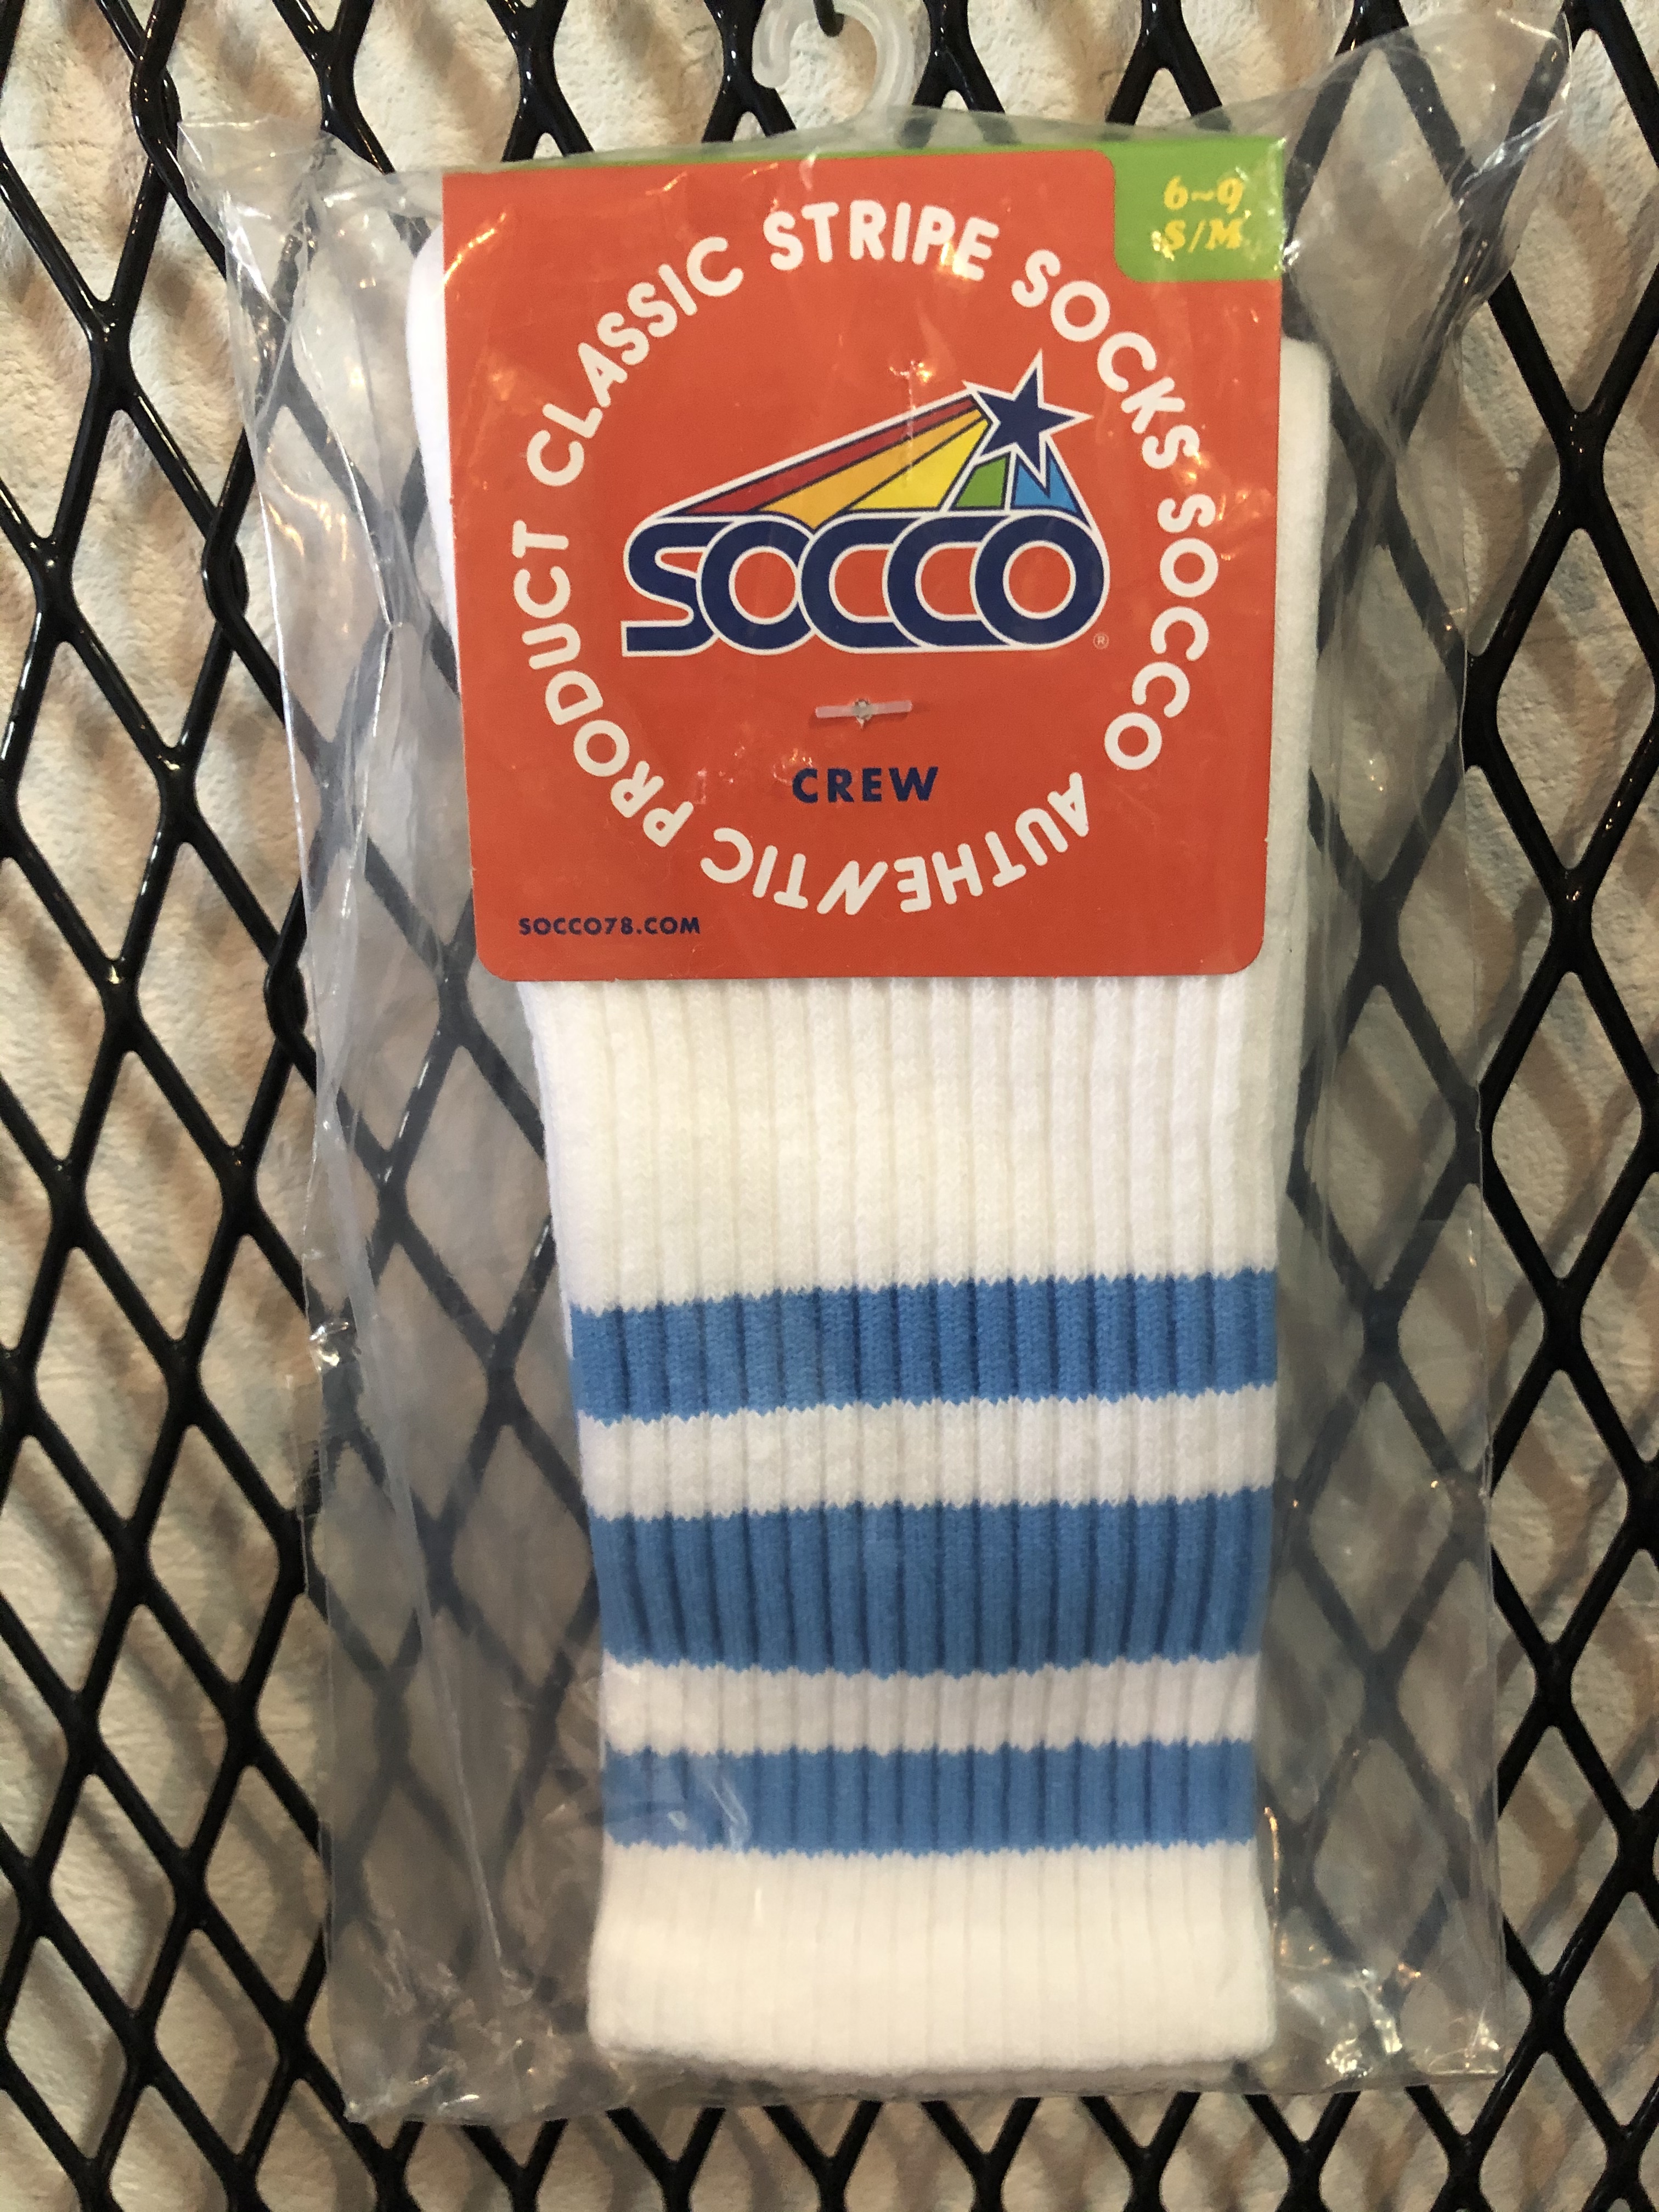 6~9
S/M
CLASSIC STRIPE SOCKS SOCCO AUTHENTIC PRODUCT
SOCCO
®
CREW
SOCCO78.COM